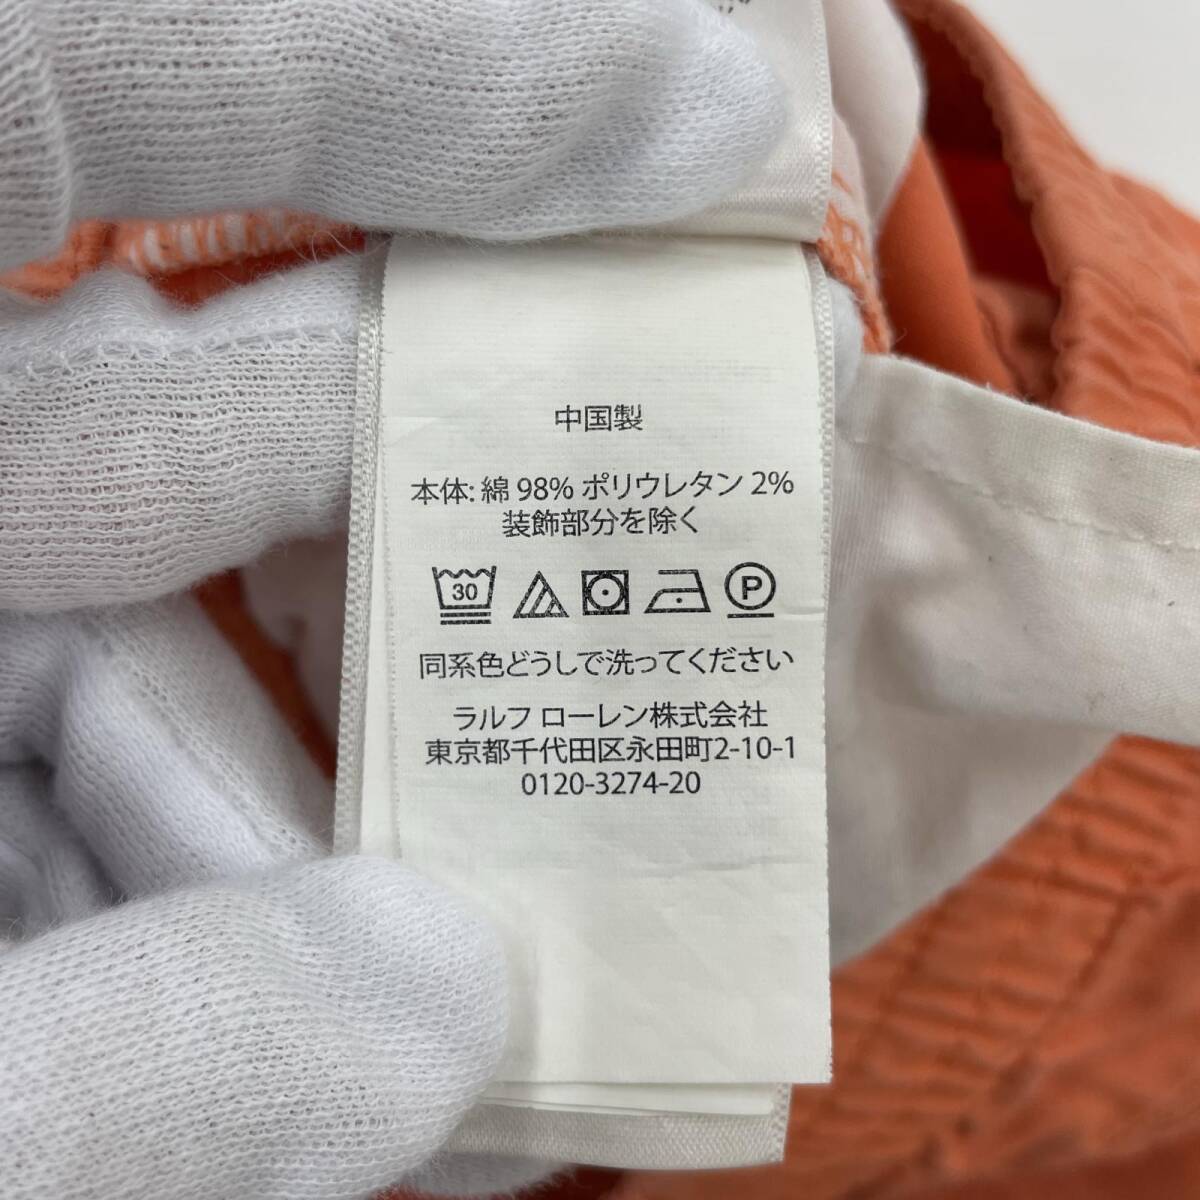 中国製
本体: 綿 98% ポリウレタン 2%
装飾部分を除く
30 P
同系色どうしで洗ってください
ラルフ ローレン株式会社
東京都千代田区永田町2-10-1
0120-3274-20